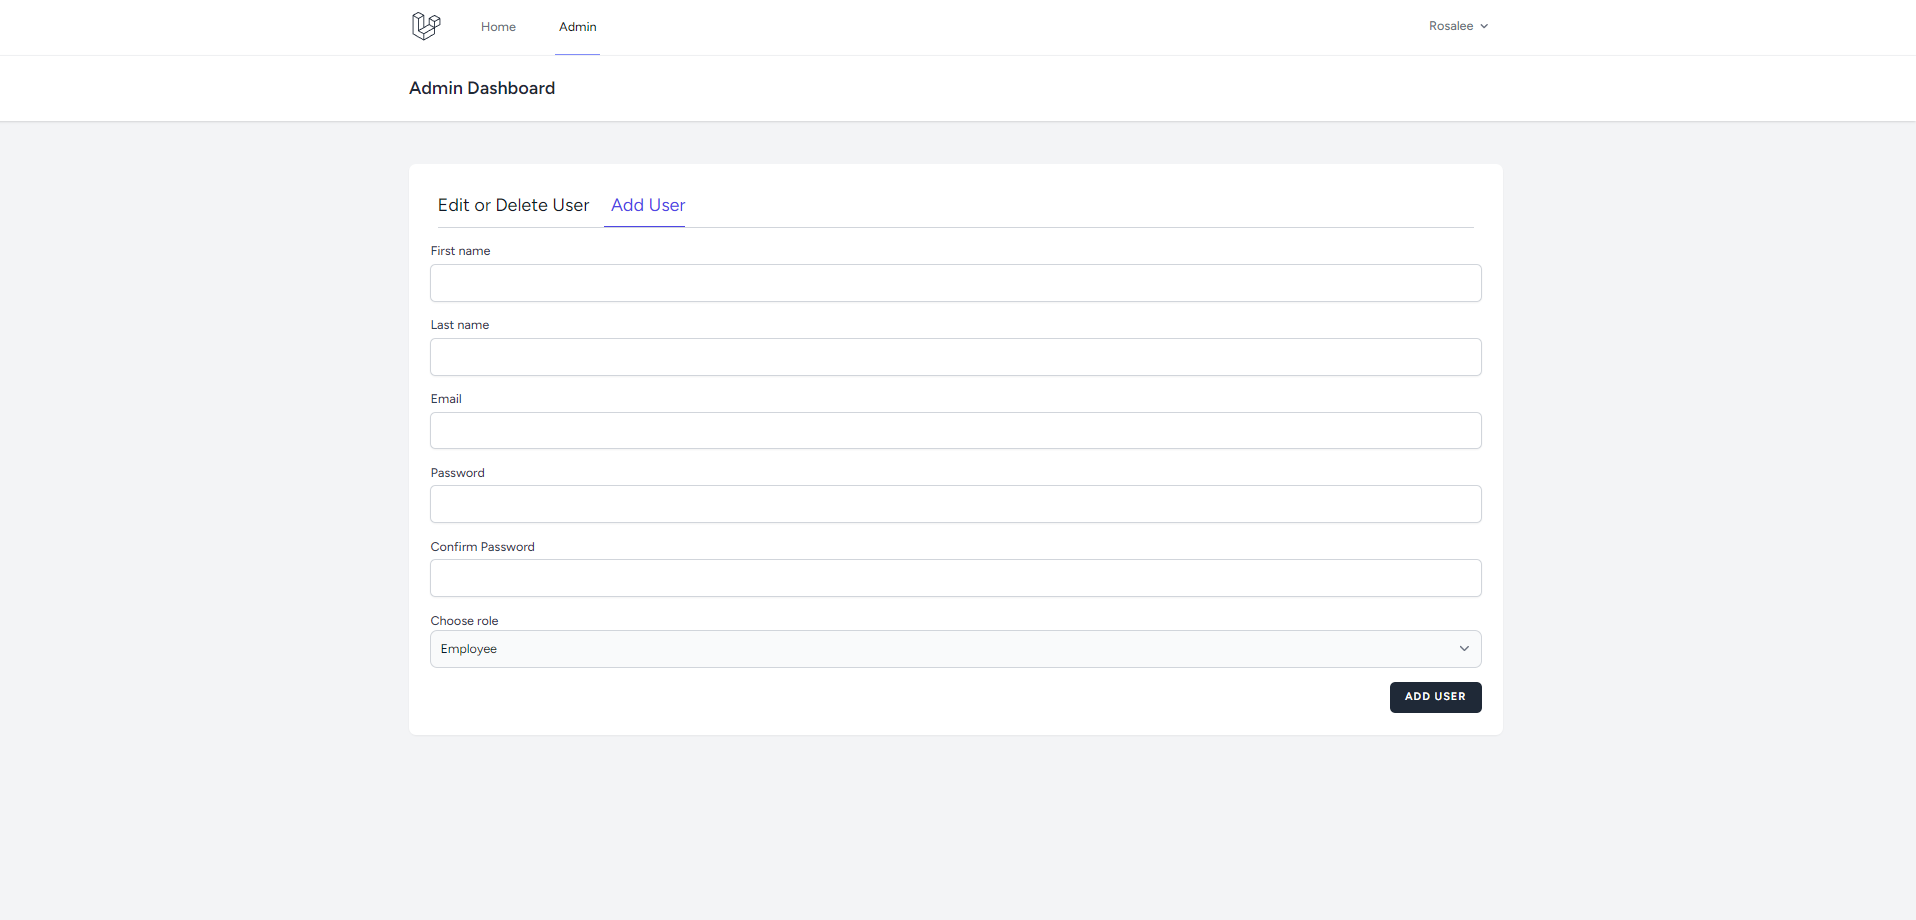 Home Admin Rosalee
Admin Dashboard
Edit or Delete User Add User
First name
Last name
Email
Password
Confirm Password
Choose role
Employee
ADD USER